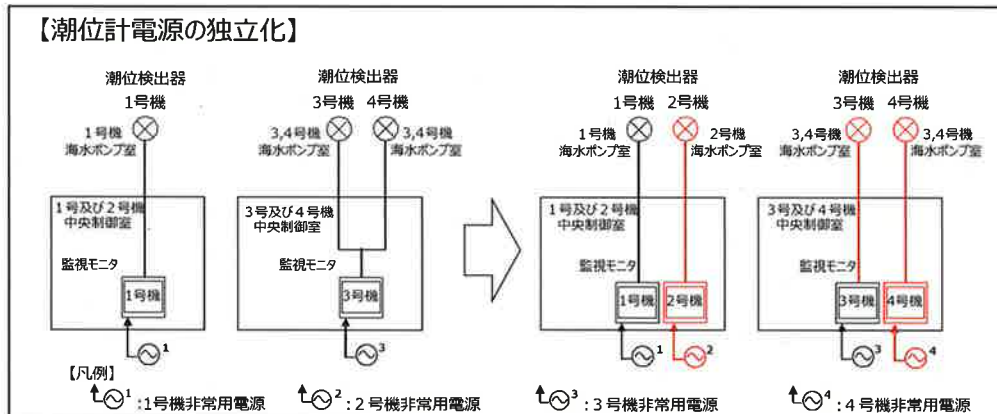 【潮位計電源の独立化】
潮位検出器
1号機
1号機
海水ポンプ室
1号及び2号機
中央制御室
監視モニタ
1号機
1
潮位検出器
3号機 4号機
3,4号機
海水ポンプ室
3,4号機
海水ポンプ室
3号及び4号機
中央制御室
監視モニタ
3号機
3
潮位検出器
1号機 2号機
1号機
海水ポンプ室
2号機
海水ポンプ室
1号及び2号機
中央制御室
監視モニタ
1号機 2号機
1 2
潮位検出器
3号機 4号機
3,4号機
海水ポンプ室
3,4号機
海水ポンプ室
3号及び4号機
中央制御室
監視モニタ
3号機 4号機
3 4
【凡例】
1 :1号機非常用電源
2 :2号機非常用電源
3 :3号機非常用電源
4 :4号機非常用電源